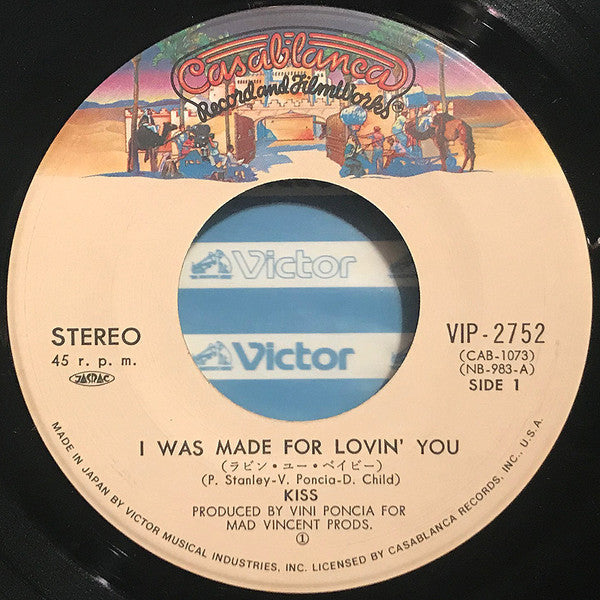 Casablanca
Record and FilmWorks®
Victor
Victor
STEREO
45 r. p. m.
JASRAC
VIP-2752
(CAB-1073)
(NB-983-A)
SIDE 1
I WAS MADE FOR LOVIN' YOU
(ラビン・ユー・ベイビー)
(P. Stanley-V. Poncia-D. Child)
KISS
PRODUCED BY VINI PONCIA FOR
MAD VINCENT PRODS.
①
MADE IN JAPAN BY VICTOR MUSICAL INDUSTRIES, INC. LICENSED BY CASABLANCA RECORDS, INC., U.S.A.